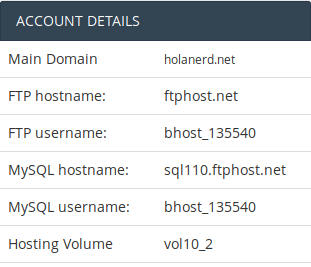 ACCOUNT DETAILS
Main Domain holanerd.net
FTP hostname: ftphost.net
FTP username: bhost_135540
MySQL hostname: sql110.ftphost.net
MySQL username: bhost_135540
Hosting Volume vol10_2